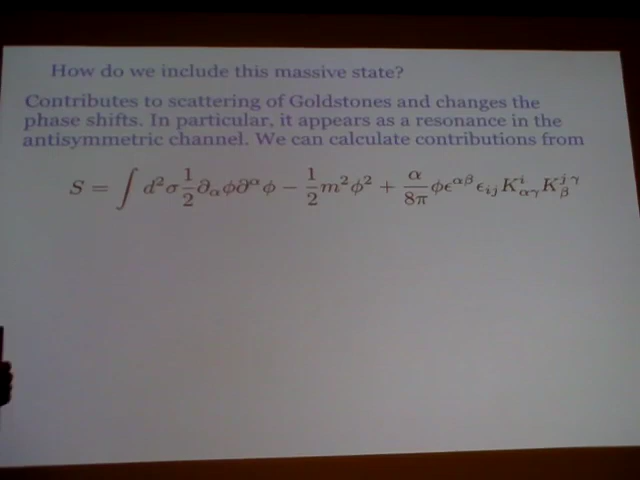 How do we include this massive state?
Contributes to scattering of Goldstones and changes the
phase shifts. In particular, it appears as a resonance in the
antisymmetric channel. We can calculate contributions from
S = ∫ d²σ 1/2 ∂_α φ ∂^α φ − 1/2 m² φ² + α/8π φ ε^{αβ} ε_{ij} K^i_{αγ} K^{j γ}_β